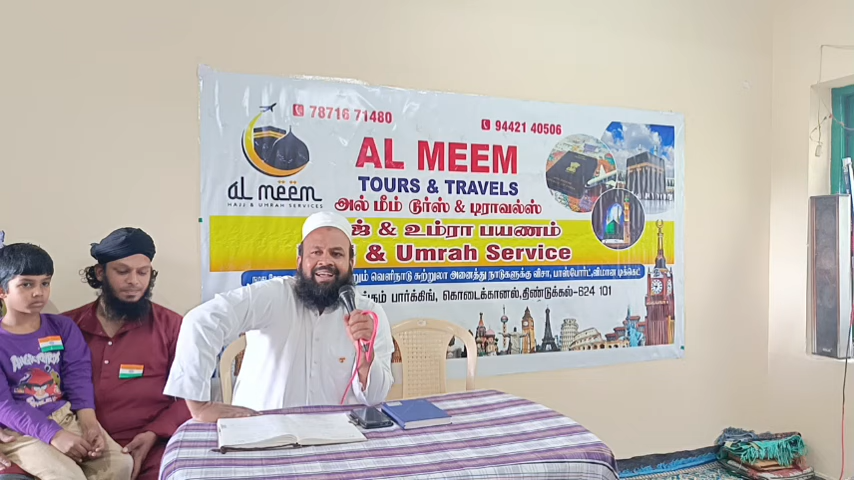 78716 71480
94421 40506
AL MEEM
TOURS & TRAVELS
அல் மீம் டூர்ஸ் & டிராவல்ஸ்
al mëëm
HAJJ & UMRAH SERVICES
& உம்ரா பயணம்
& Umrah Service
வெளிநாடு சுற்றுலா அனைத்து நாடுகளுக்கு விசா, பாஸ்போர்ட், விமான டிக்கெட்
பார்க்கிங், கொடைக்கானல், திண்டுக்கல்-624 101